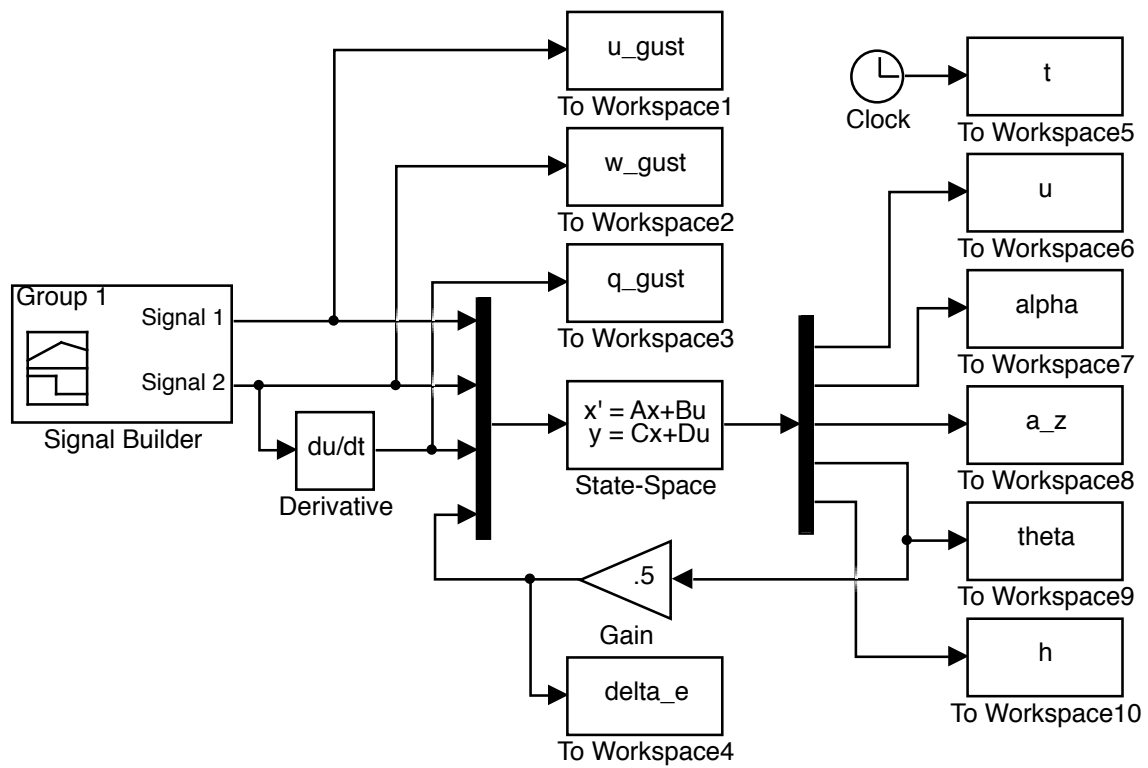 u_gust
To Workspace1
w_gust
To Workspace2
q_gust
To Workspace3
Group 1
Signal 1
Signal 2
Signal Builder
du/dt
Derivative
x' = Ax+Bu
y = Cx+Du
State-Space
.5
Gain
delta_e
To Workspace4
Clock
t
To Workspace5
u
To Workspace6
alpha
To Workspace7
a_z
To Workspace8
theta
To Workspace9
h
To Workspace10